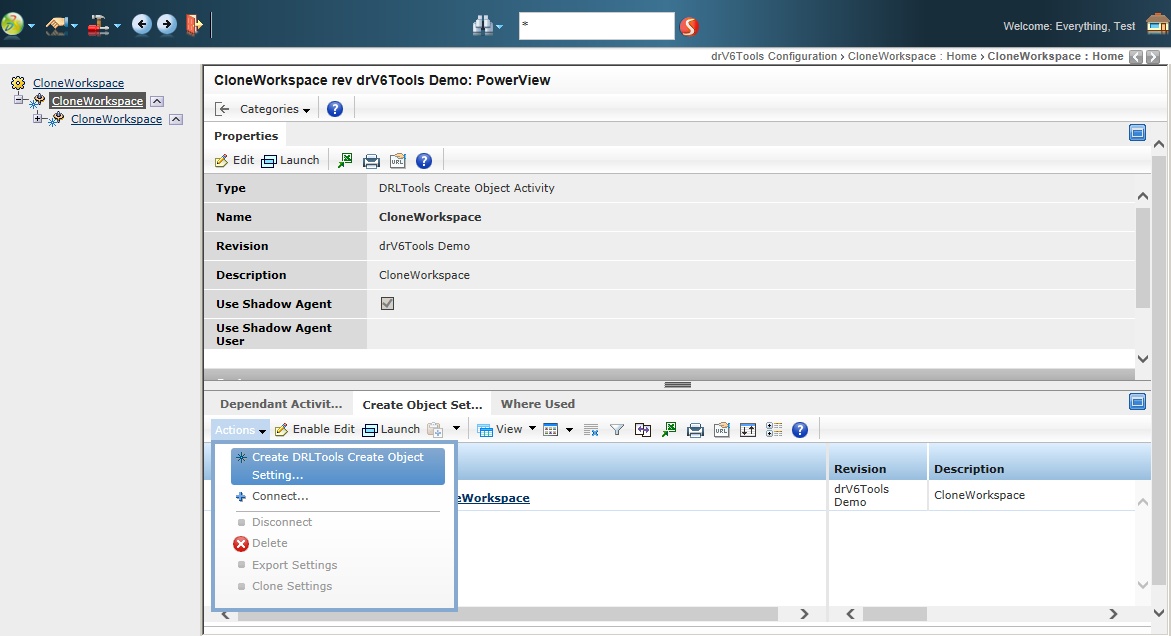 *
Welcome: Everything, Test
drV6Tools Configuration > CloneWorkspace : Home > CloneWorkspace : Home
CloneWorkspace
CloneWorkspace
CloneWorkspace
CloneWorkspace rev drV6Tools Demo: PowerView
Categories
Properties
Edit Launch
Type DRLTools Create Object Activity
Name CloneWorkspace
Revision drV6Tools Demo
Description CloneWorkspace
Use Shadow Agent
Use Shadow Agent
User
Dependant Activit... Create Object Set... Where Used
Actions Enable Edit Launch View
Create DRLTools Create Object
Setting...
Connect...
Disconnect
Delete
Export Settings
Clone Settings
Revision Description
eWorkspace drV6Tools
Demo CloneWorkspace